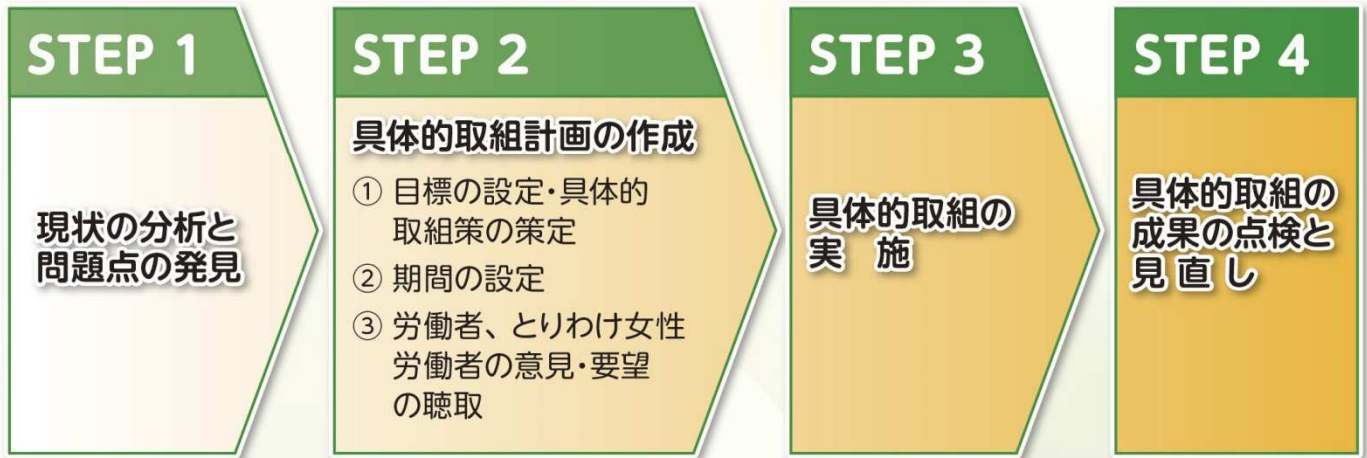 STEP 1
現状の分析と
問題点の発見
STEP 2
具体的取組計画の作成
① 目標の設定・具体的
取組策の策定
② 期間の設定
③ 労働者、とりわけ女性
労働者の意見・要望
の聴取
STEP 3
具体的取組の
実　施
STEP 4
具体的取組の
成果の点検と
見 直 し